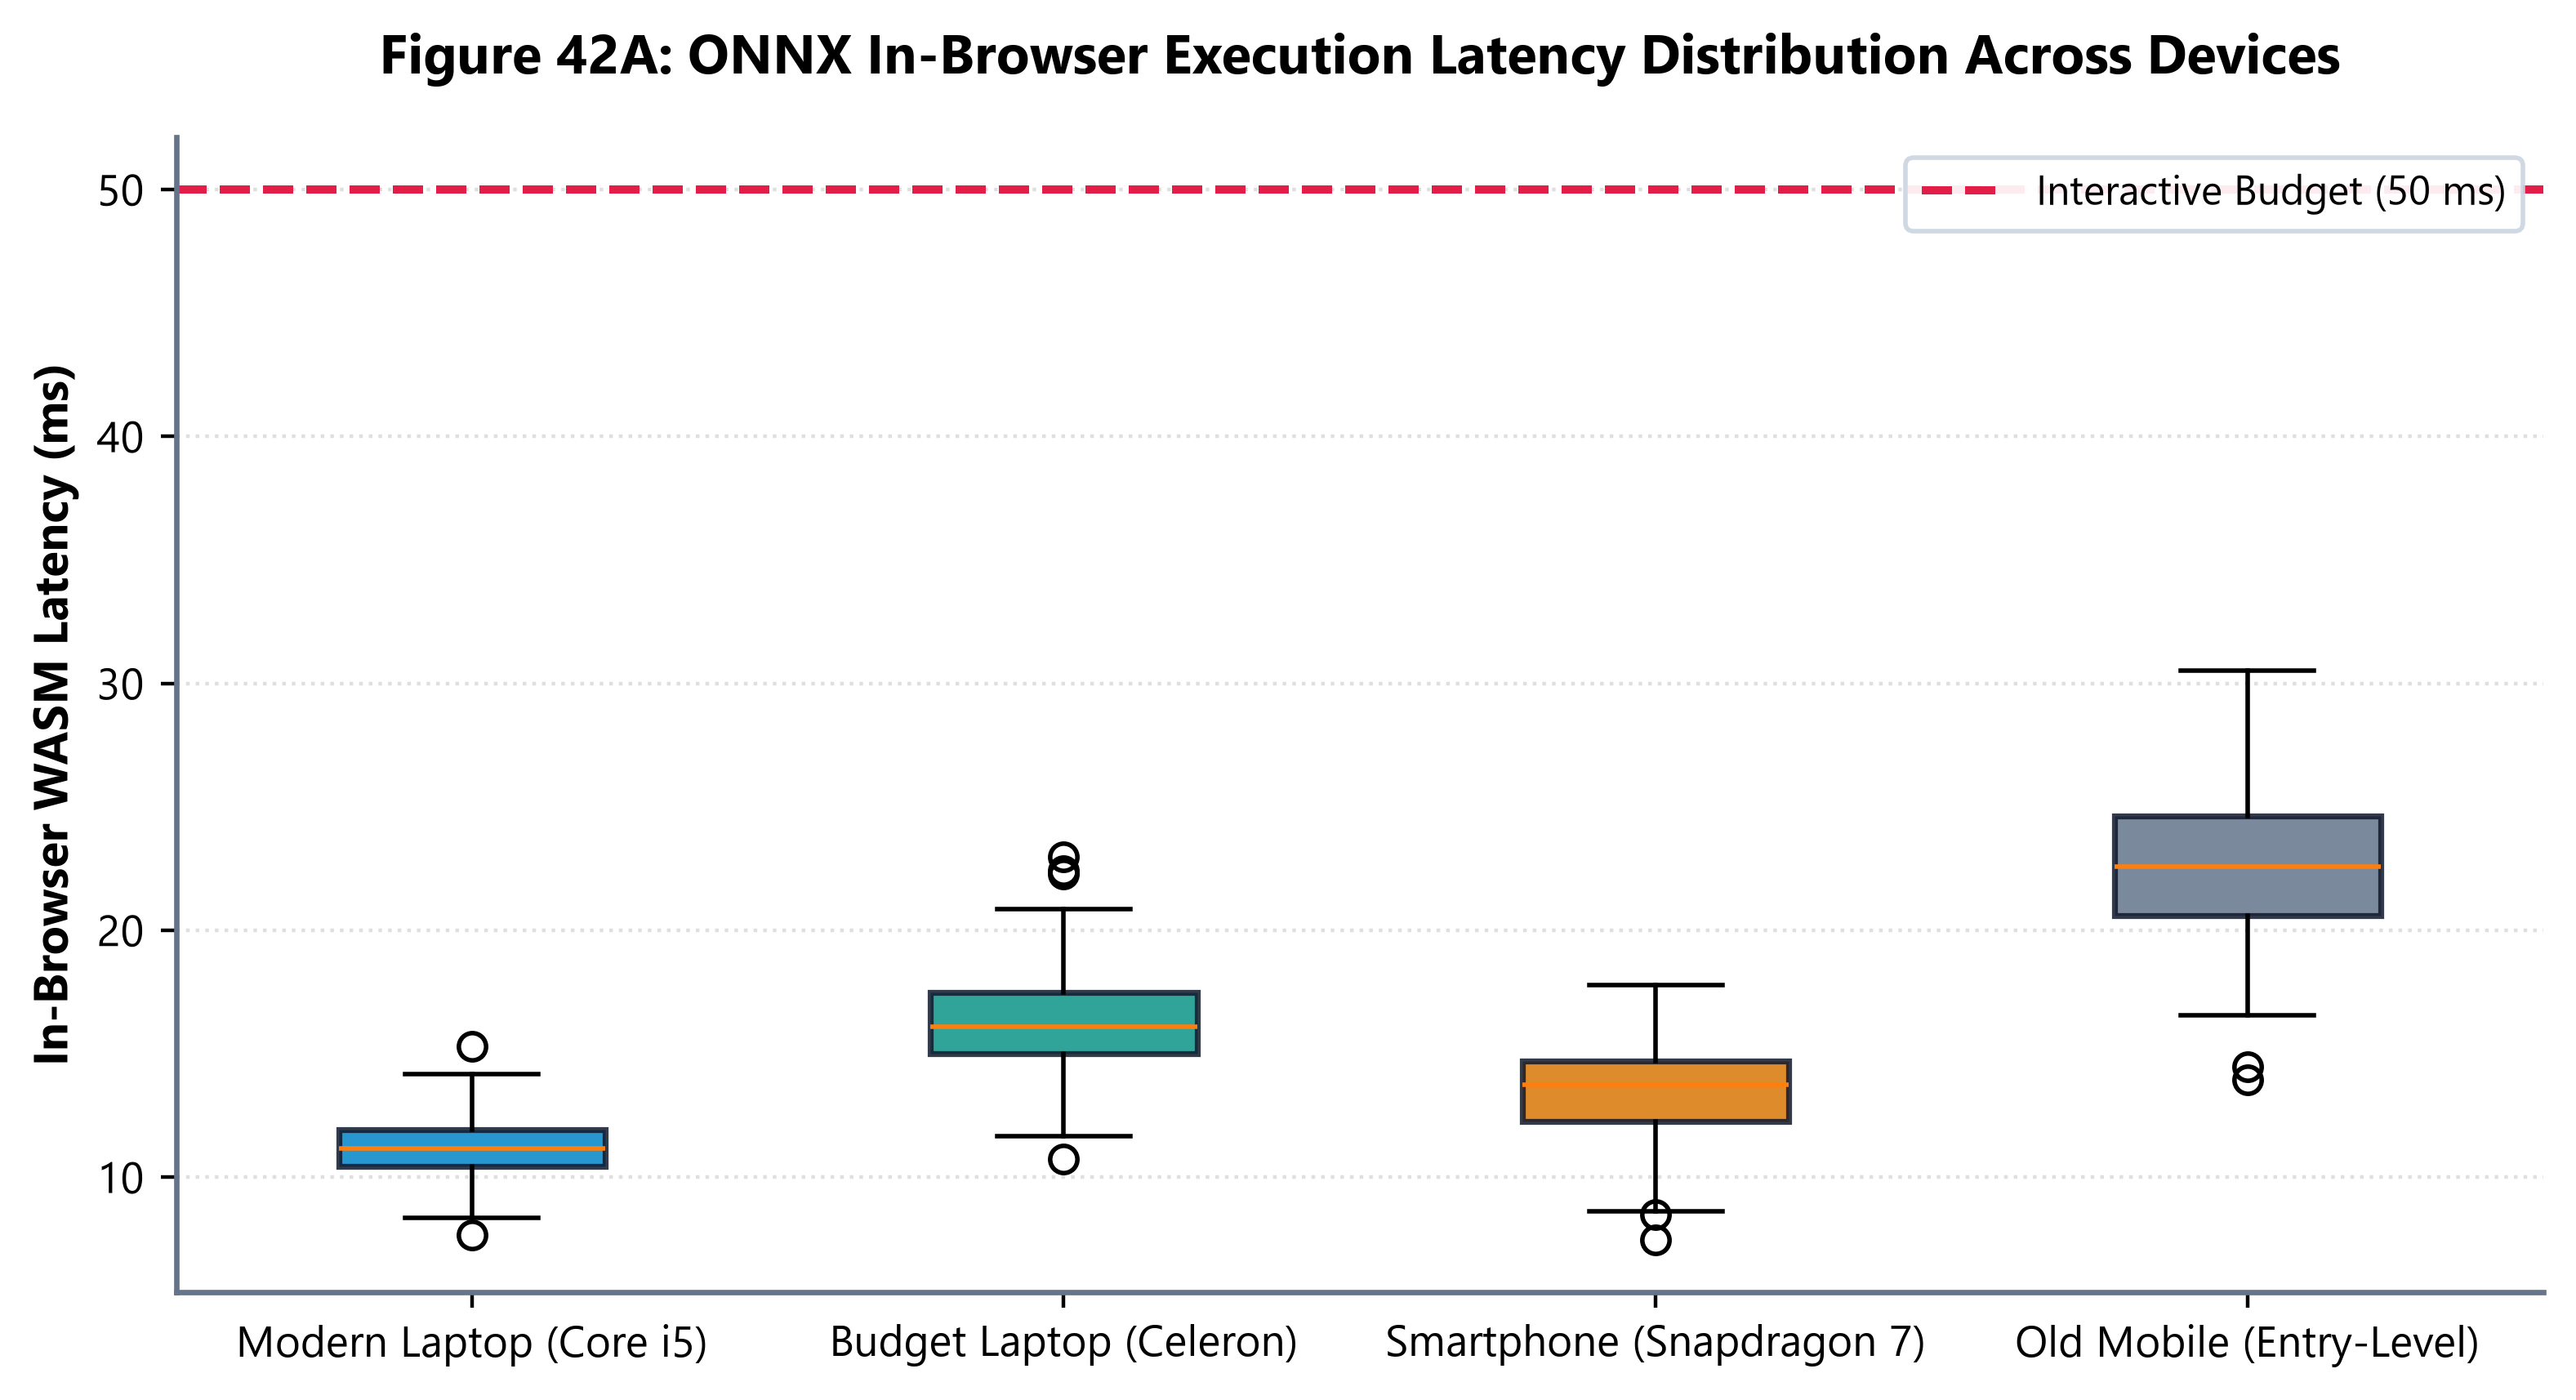 Figure 42A: ONNX In-Browser Execution Latency Distribution Across Devices
In-Browser WASM Latency (ms)
50
40
30
20
10
Interactive Budget (50 ms)
Modern Laptop (Core i5)
Budget Laptop (Celeron)
Smartphone (Snapdragon 7)
Old Mobile (Entry-Level)